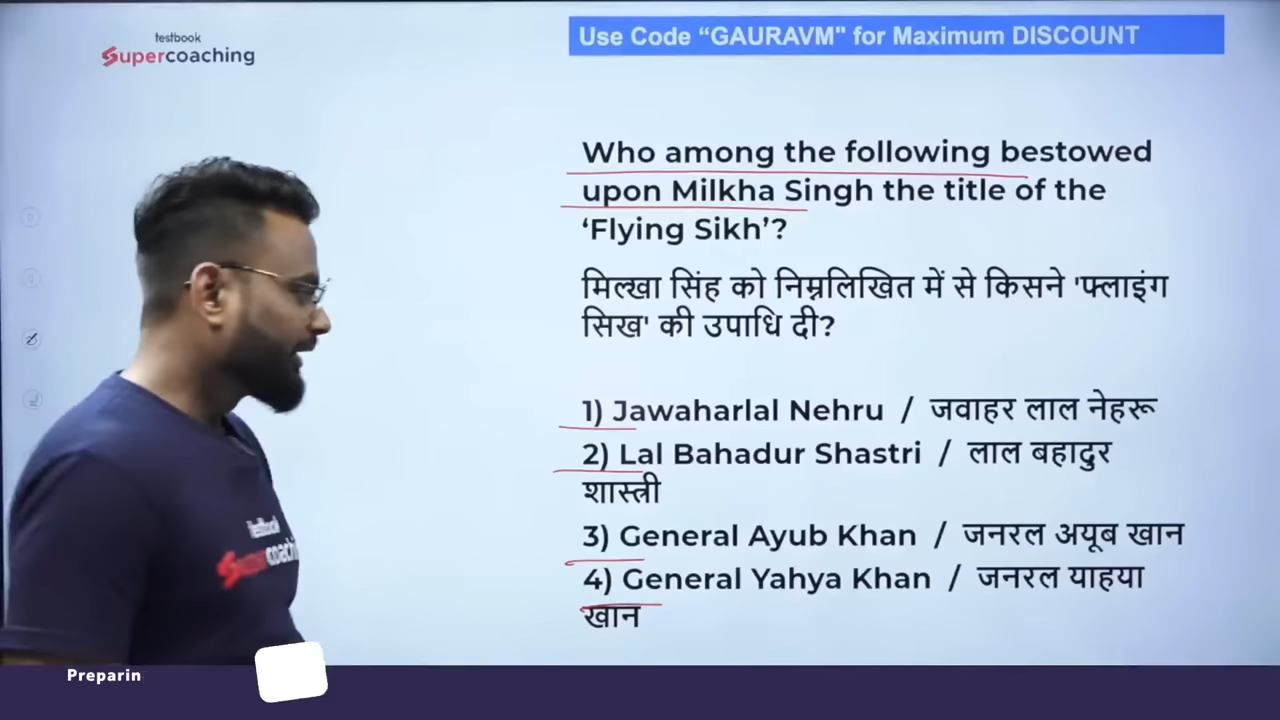 testbook
Supercoaching
Use Code “GAURAVM" for Maximum DISCOUNT
Who among the following bestowed
upon Milkha Singh the title of the
‘Flying Sikh’?
मिल्खा सिंह को निम्नलिखित में से किसने 'फ्लाइंग
सिख' की उपाधि दी?
1) Jawaharlal Nehru / जवाहर लाल नेहरू
2) Lal Bahadur Shastri / लाल बहादुर
शास्त्री
3) General Ayub Khan / जनरल अयूब खान
4) General Yahya Khan / जनरल याहया
खान
testbook
Supercoachi
Preparin